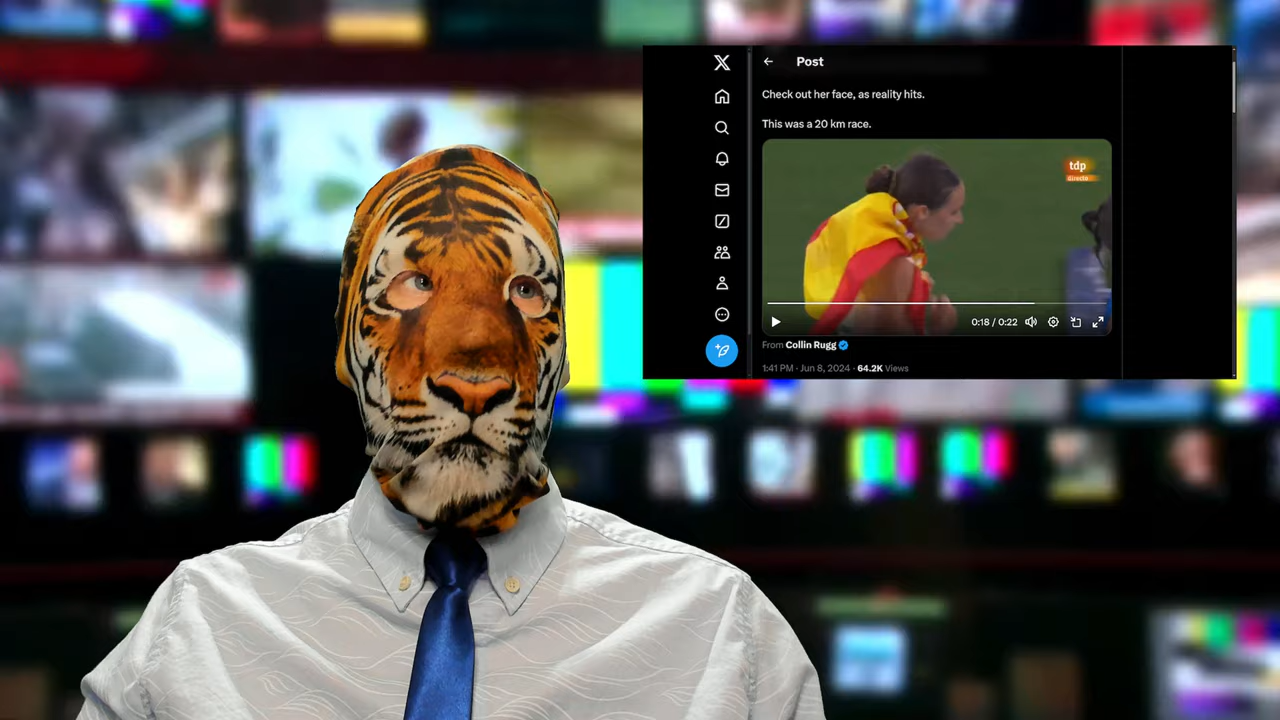 Post
Check out her face, as reality hits.
This was a 20 km race.
tdp
directo
0:18 / 0:22
From Collin Rugg
1:41 PM · Jun 8, 2024 · 64.2K Views